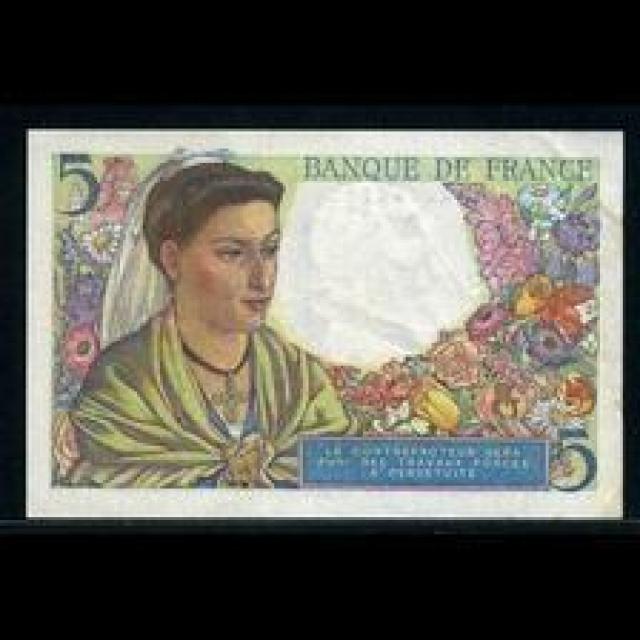 5
BANQUE DE FRANCE
LE CONTREFACTEUR SERA
PUNI DES TRAVAUX FORCÉS
À PERPÉTUITÉ
5